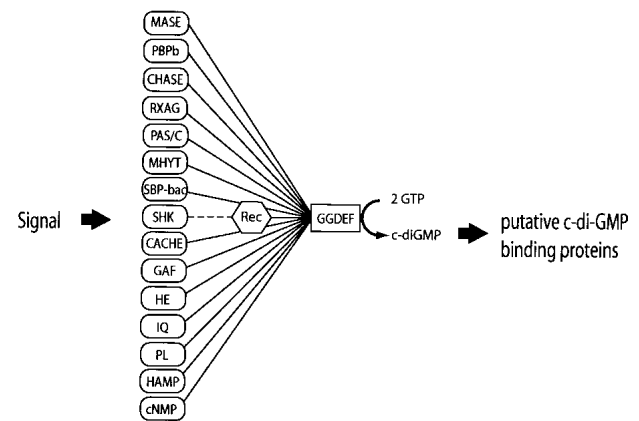 MASE
PBPb
CHASE
RXAG
PAS/C
MHYT
SBP-bac
SHK
CACHE
GAF
HE
IQ
PL
HAMP
cNMP
Signal
Rec
GGDEF
2 GTP
c-diGMP
putative c-di-GMP
binding proteins